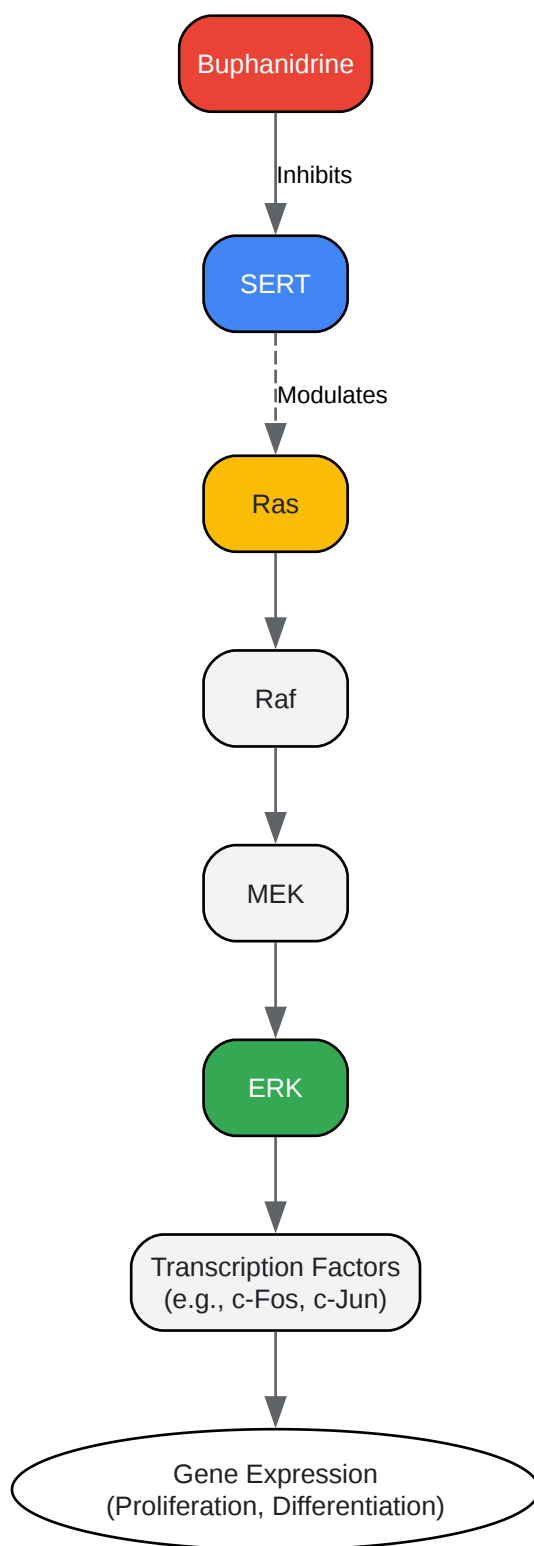 Buphanidrine
Inhibits
SERT
Modulates
Ras
Raf
MEK
ERK
Transcription Factors
(e.g., c-Fos, c-Jun)
Gene Expression
(Proliferation, Differentiation)